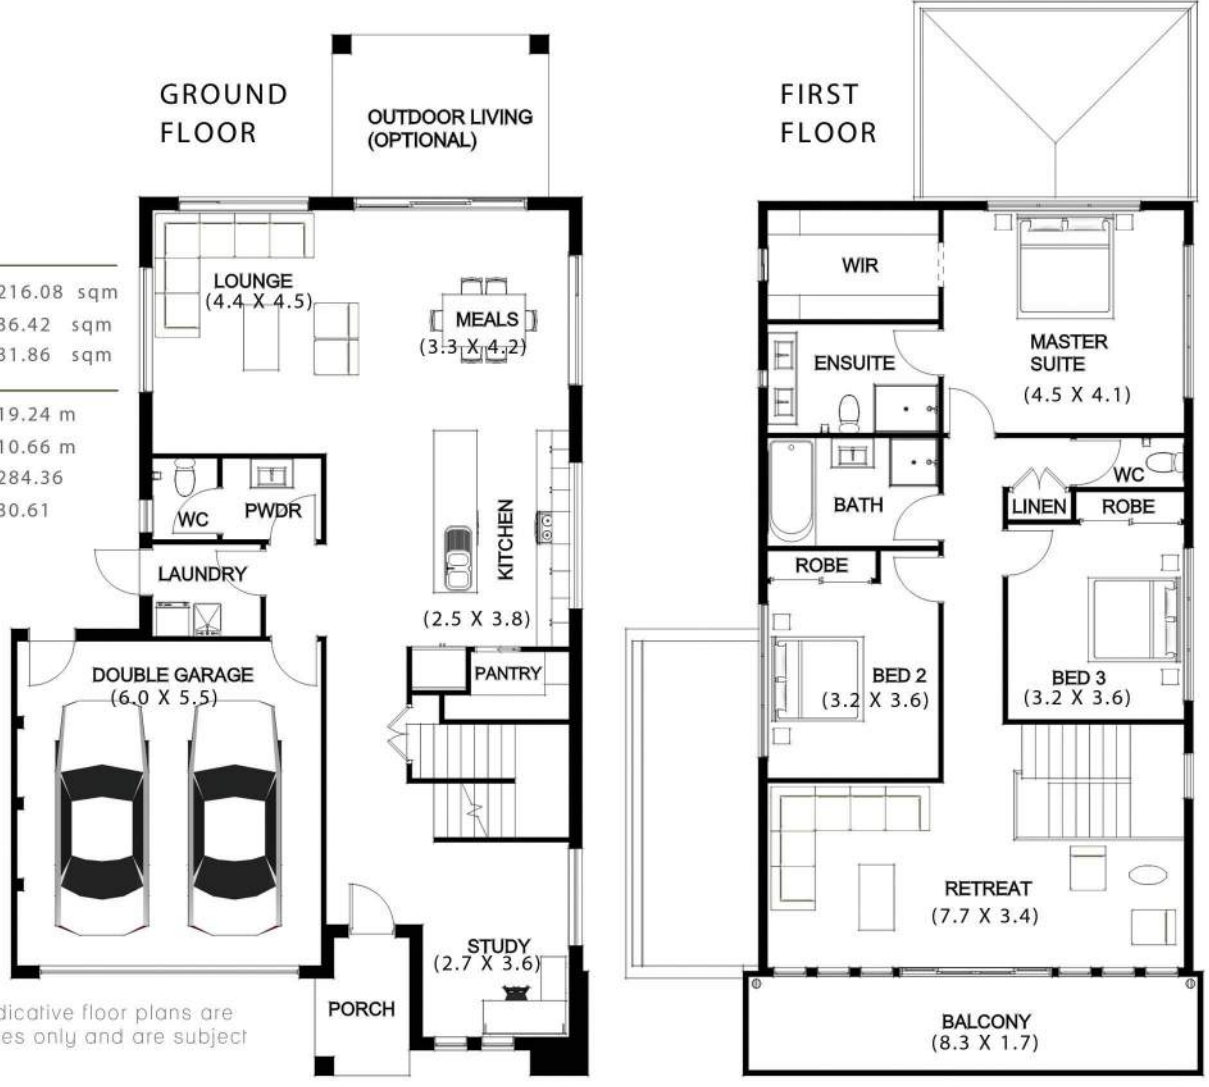 GROUND
FLOOR
OUTDOOR LIVING
(OPTIONAL)
216.08 sqm
36.42 sqm
31.86 sqm
19.24 m
10.66 m
284.36
30.61
LOUNGE
(4.4 X 4.5)
MEALS
(3.3 X 4.2)
WC
PWDR
KITCHEN
(2.5 X 3.8)
LAUNDRY
PANTRY
DOUBLE GARAGE
(6.0 X 5.5)
STUDY
(2.7 X 3.6)
PORCH
dicative floor plans are
es only and are subject
FIRST
FLOOR
WIR
MASTER
SUITE
(4.5 X 4.1)
ENSUITE
BATH
WC
LINEN
ROBE
ROBE
BED 2
(3.2 X 3.6)
BED 3
(3.2 X 3.6)
RETREAT
(7.7 X 3.4)
BALCONY
(8.3 X 1.7)